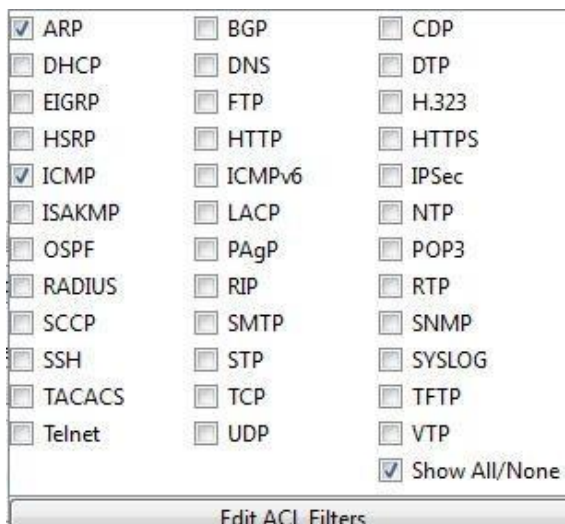 ARP BGP CDP
DHCP DNS DTP
EIGRP FTP H.323
HSRP HTTP HTTPS
ICMP ICMPv6 IPSec
ISAKMP LACP NTP
OSPF PAgP POP3
RADIUS RIP RTP
SCCP SMTP SNMP
SSH STP SYSLOG
TACACS TCP TFTP
Telnet UDP VTP
Show All/None
Edit ACL Filters